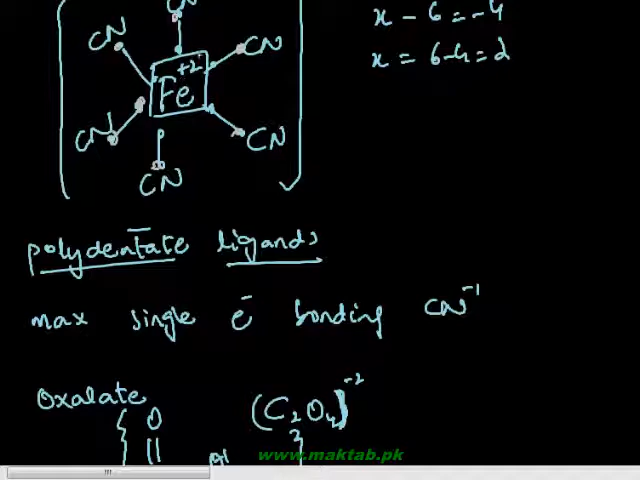 CN x - 6 = -4
CN CN
+2
Fe x = 6-4 = 2
CN CN
CN
polydentate ligands
max single e⁻ bonding CN⁻¹
Oxalate (C₂O₄)⁻²
O
www.maktab.pk